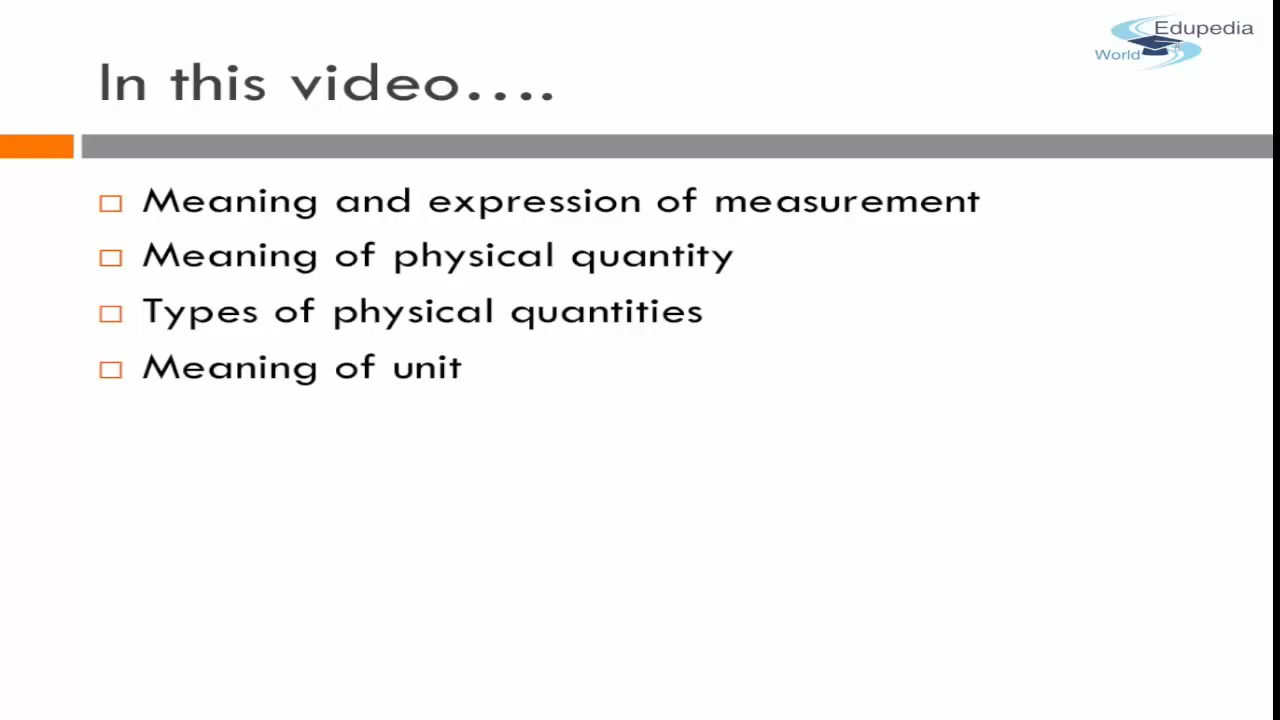 Edupedia
World
In this video....
Meaning and expression of measurement
Meaning of physical quantity
Types of physical quantities
Meaning of unit